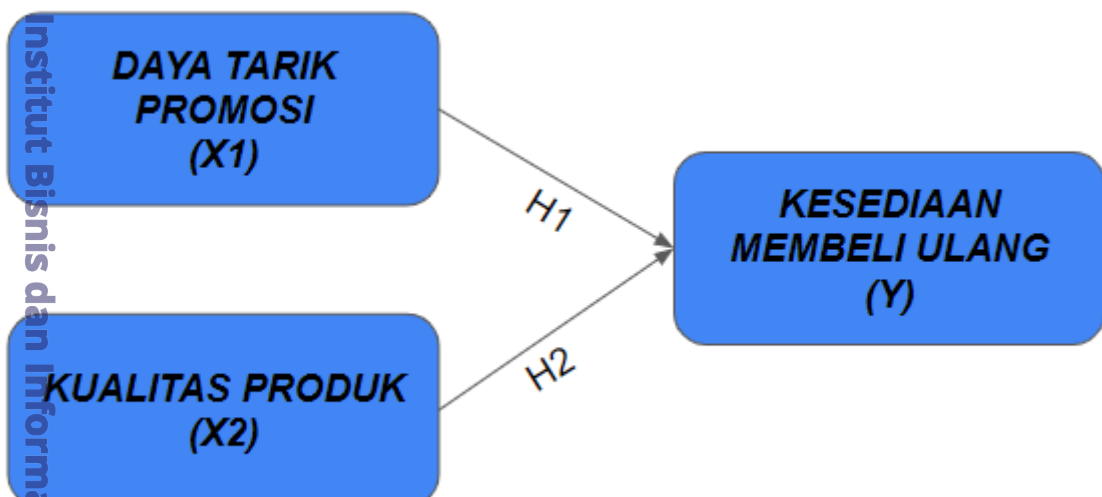 DAYA TARIK
PROMOSI
(X1)
H1
KESEDIAAN
MEMBELI ULANG
(Y)
H2
KUALITAS PRODUK
(X2)
Institut Bisnis dan